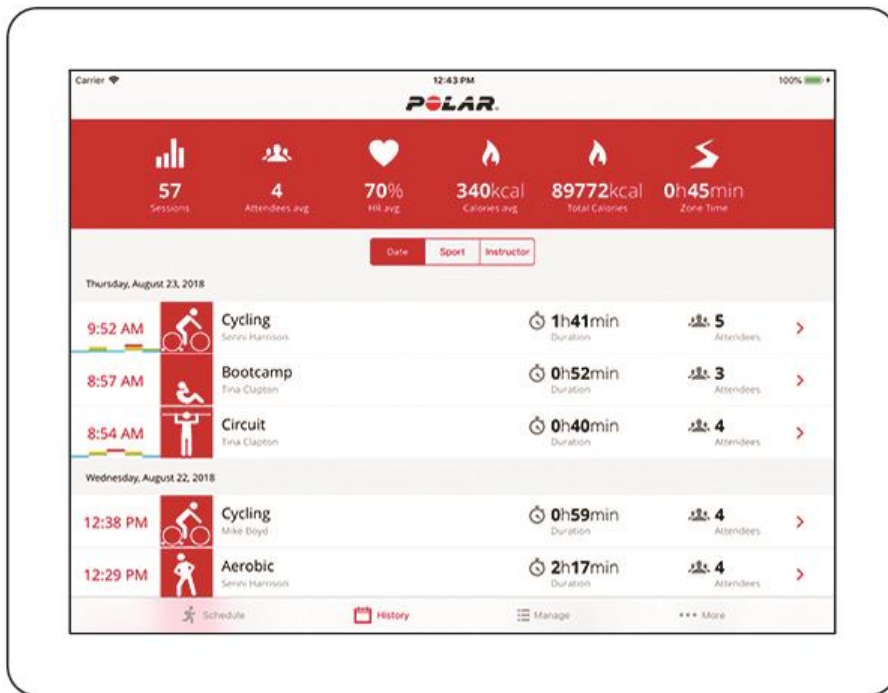 Carrier
12:43 PM
100%
POLAR.
57
Sessions
4
Attendees avg
70%
HR avg
340kcal
Calories avg
89772kcal
Total Calories
0h45min
Zone Time
Date
Sport
Instructor
Thursday, August 23, 2018
9:52 AM
Cycling
Senni Harrison
1h41min
Duration
5
Attendees
8:57 AM
Bootcamp
Tina Clapton
0h52min
Duration
3
Attendees
8:54 AM
Circuit
Tina Clapton
0h40min
Duration
4
Attendees
Wednesday, August 22, 2018
12:38 PM
Cycling
Mike Boyd
0h59min
Duration
4
Attendees
12:29 PM
Aerobic
Senni Harrison
2h17min
Duration
4
Attendees
Schedule
History
Manage
More